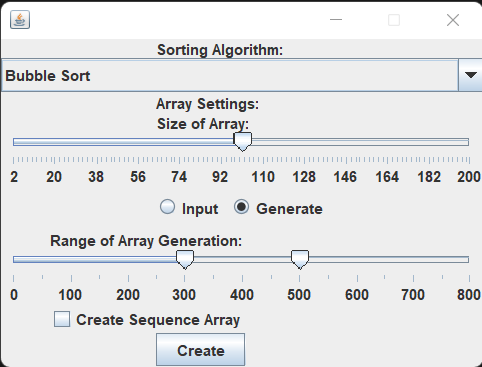 Sorting Algorithm:
Bubble Sort
Array Settings:
Size of Array:
2 20 38 56 74 92 110 128 146 164 182 200
Input Generate
Range of Array Generation:
0 100 200 300 400 500 600 700 800
Create Sequence Array
Create